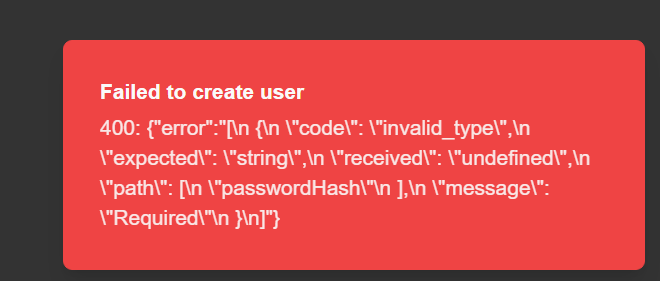 Failed to create user
400: {"error":"[\n {\n \"code\": \"invalid_type\",\n
\"expected\": \"string\",\n \"received\": \"undefined\",\n
\"path\": [\n \"passwordHash\"\n ],\n \"message\":
\"Required\"\n }\n]"}